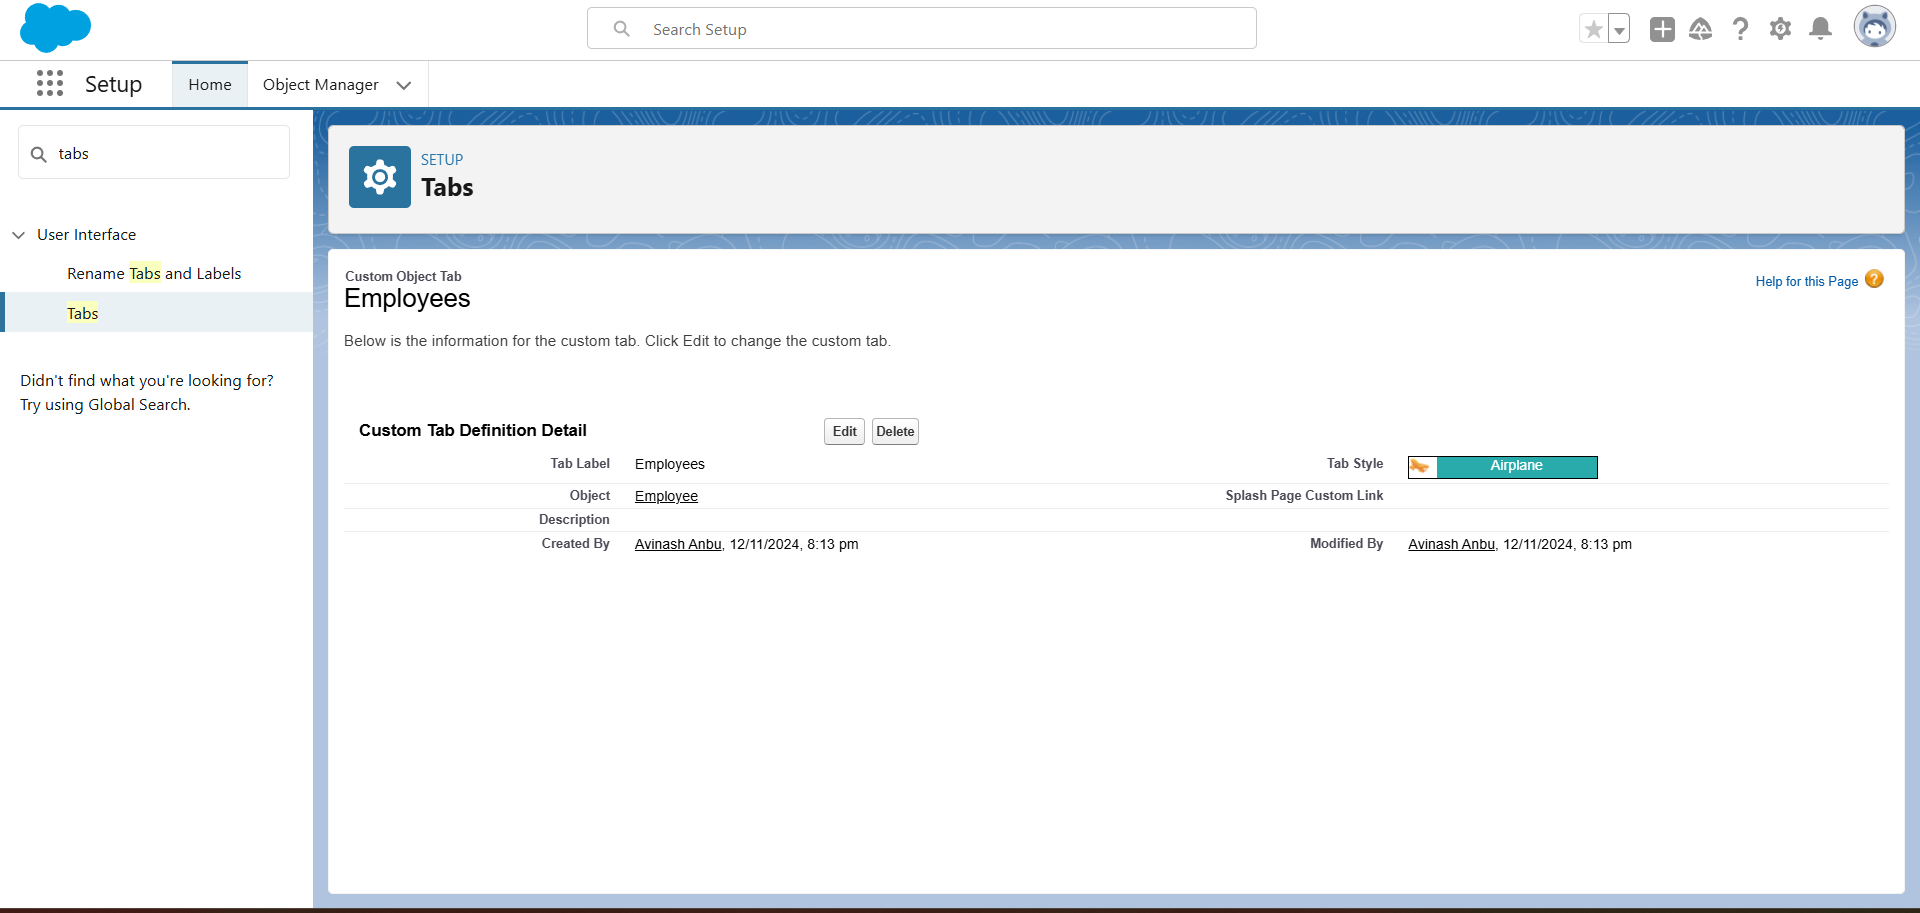 Search Setup
Setup
Home
Object Manager
tabs
User Interface
Rename Tabs and Labels
Tabs
Didn't find what you're looking for?
Try using Global Search.
SETUP
Tabs
Custom Object Tab
Employees
Help for this Page ?
Below is the information for the custom tab. Click Edit to change the custom tab.
Custom Tab Definition Detail Edit Delete
Tab Label Employees Tab Style Airplane
Object Employee Splash Page Custom Link
Description
Created By Avinash Anbu, 12/11/2024, 8:13 pm Modified By Avinash Anbu, 12/11/2024, 8:13 pm